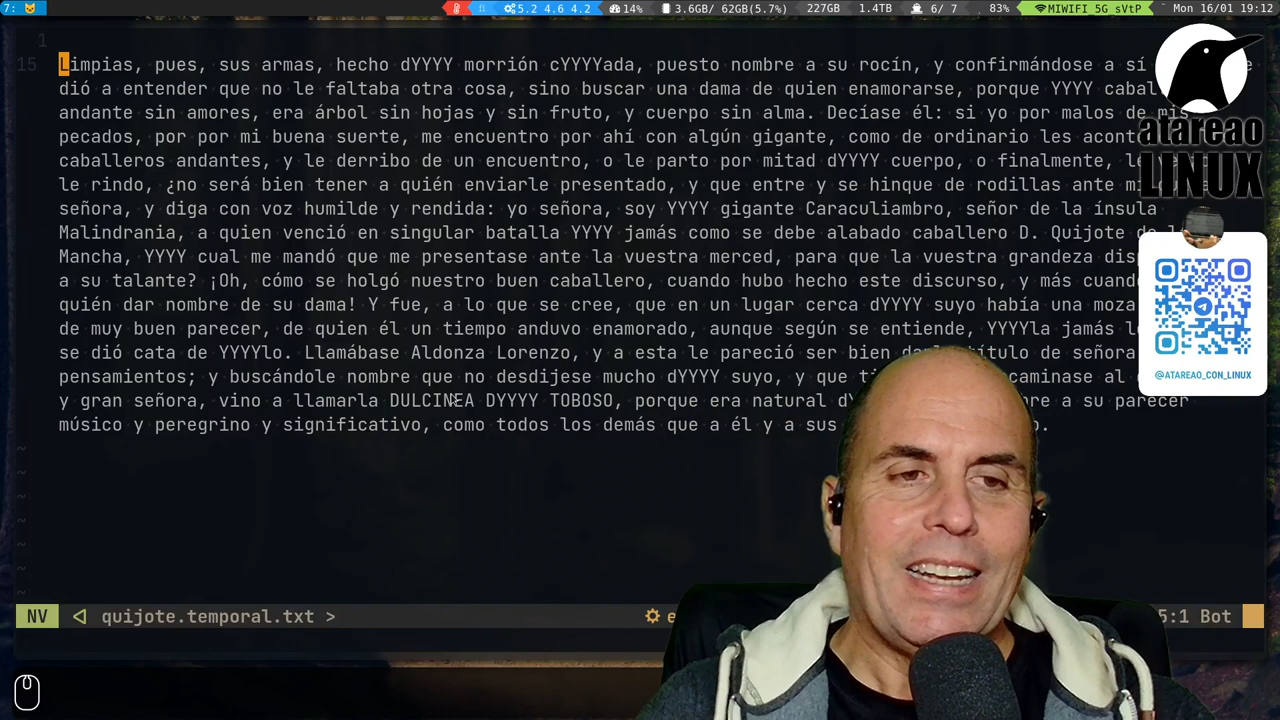 7:
5.2 4.6 4.2 14% 3.6GB/ 62GB(5.7%) 227GB 1.4TB 6/ 7 83% MIWIFI_5G_sVtP Mon 16/01 19:12
1
15 Limpias, pues, sus armas, hecho dYYYY morrión cYYYYada, puesto nombre a su rocín, y confirmándose a sí
dió a entender que no le faltaba otra cosa, sino buscar una dama de quien enamorarse, porque YYYY
andante sin amores, era árbol sin hojas y sin fruto, y cuerpo sin alma. Decíase él: si yo por malos de mis
pecados, por por mi buena suerte, me encuentro por ahí con algún gigante, como de ordinario les
caballeros andantes, y le derribo de un encuentro, o le parto por mitad dYYYY cuerpo, o finalmente,
le rindo, ¿no será bien tener a quién enviarle presentado, y que entre y se hinque de rodillas ante
señora, y diga con voz humilde y rendida: yo señora, soy YYYY gigante Caraculiambro, señor de la ínsula
Malindrania, a quien venció en singular batalla YYYY jamás como se debe alabado caballero D. Quijote de
Mancha, YYYY cual me mandó que me presentase ante la vuestra merced, para que la vuestra grandeza
a su talante? ¡Oh, cómo se holgó nuestro buen caballero, cuando hubo hecho este discurso, y más
quién dar nombre de su dama! Y fue, a lo que se cree, que en un lugar cerca dYYYY suyo había una
de muy buen parecer, de quien él un tiempo anduvo enamorado, aunque según se entiende, YYYYla jamás
se dió cata de YYYYlo. Llamábase Aldonza Lorenzo, y a esta le pareció ser bien título de señora
pensamientos; y buscándole nombre que no desdijese mucho dYYYY suyo, y que caminase al
y gran señora, vino a llamarla DULCINEA DYYYY TOBOSO, porque era natural a su parecer
músico y peregrino y significativo, como todos los demás que a él y a sus
atareao
LINUX
@ATAREAO_CON_LINUX
NV quijote.temporal.txt > 5:1 Bot